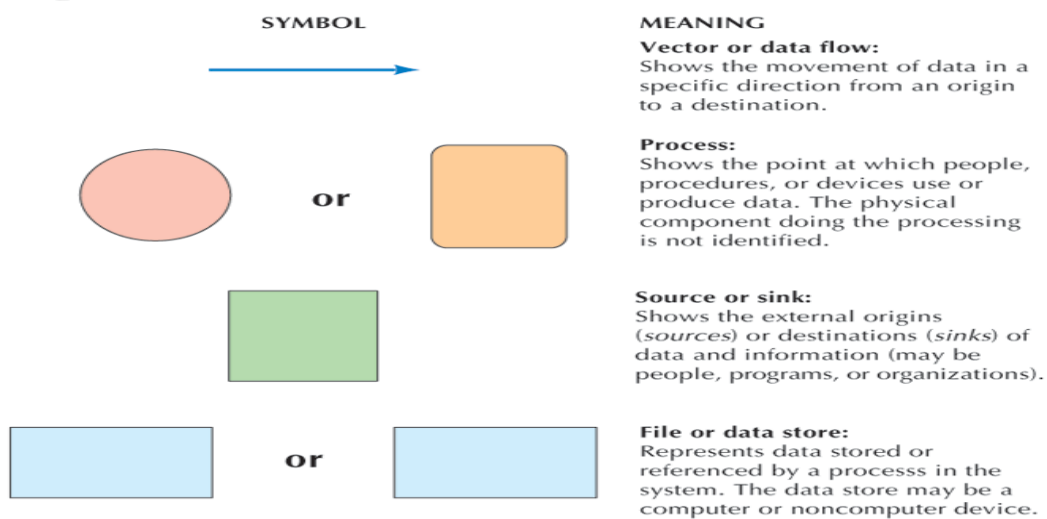 SYMBOL MEANING
Vector or data flow:
Shows the movement of data in a
specific direction from an origin
to a destination.
or
Process:
Shows the point at which people,
procedures, or devices use or
produce data. The physical
component doing the processing
is not identified.
Source or sink:
Shows the external origins
(sources) or destinations (sinks) of
data and information (may be
people, programs, or organizations).
or
File or data store:
Represents data stored or
referenced by a processs in the
system. The data store may be a
computer or noncomputer device.